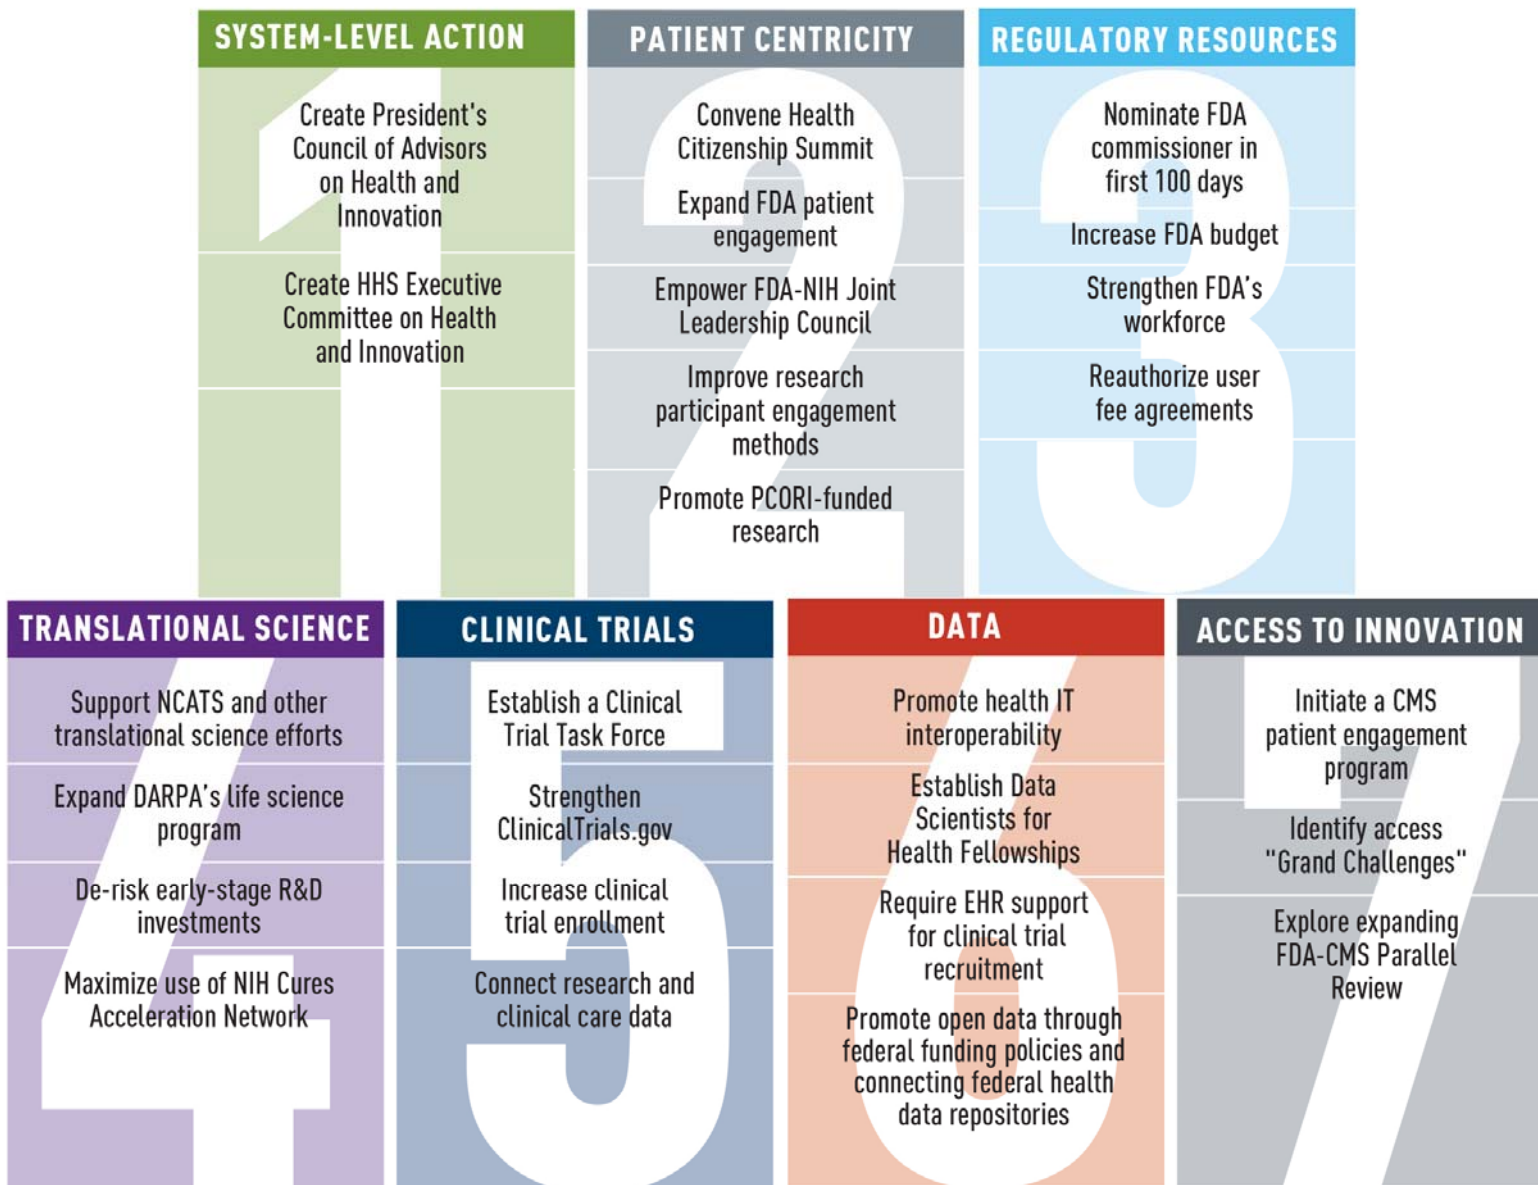 SYSTEM-LEVEL ACTION
1
Create President's
Council of Advisors
on Health and
Innovation
Create HHS Executive
Committee on Health
and Innovation
PATIENT CENTRICITY
2
Convene Health
Citizenship Summit
Expand FDA patient
engagement
Empower FDA-NIH Joint
Leadership Council
Improve research
participant engagement
methods
Promote PCORI-funded
research
REGULATORY RESOURCES
3
Nominate FDA
commissioner in
first 100 days
Increase FDA budget
Strengthen FDA's
workforce
Reauthorize user
fee agreements
TRANSLATIONAL SCIENCE
4
Support NCATS and other
translational science efforts
Expand DARPA's life science
program
De-risk early-stage R&D
investments
Maximize use of NIH Cures
Acceleration Network
CLINICAL TRIALS
5
Establish a Clinical
Trial Task Force
Strengthen
ClinicalTrials.gov
Increase clinical
trial enrollment
Connect research and
clinical care data
DATA
6
Promote health IT
interoperability
Establish Data
Scientists for
Health Fellowships
Require EHR support
for clinical trial
recruitment
Promote open data through
federal funding policies and
connecting federal health
data repositories
ACCESS TO INNOVATION
7
Initiate a CMS
patient engagement
program
Identify access
"Grand Challenges"
Explore expanding
FDA-CMS Parallel
Review